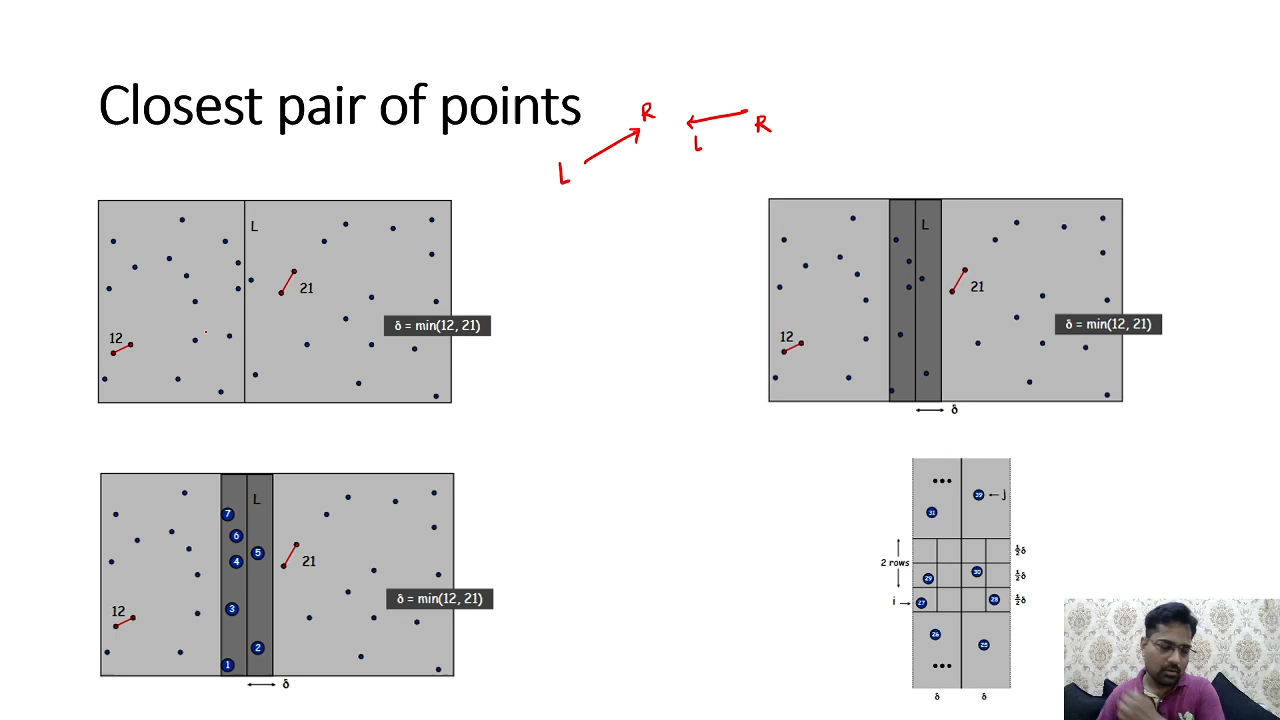 Closest pair of points
R
R
L
L
L
21
12
δ = min(12, 21)
L
21
12
δ = min(12, 21)
δ
L
7
6
5
4
21
3
12
2
1
δ = min(12, 21)
δ
•••
39 ← j
31
½δ
2 rows
30
½δ
29
i →
27
28
½δ
26
25
•••
δ δ